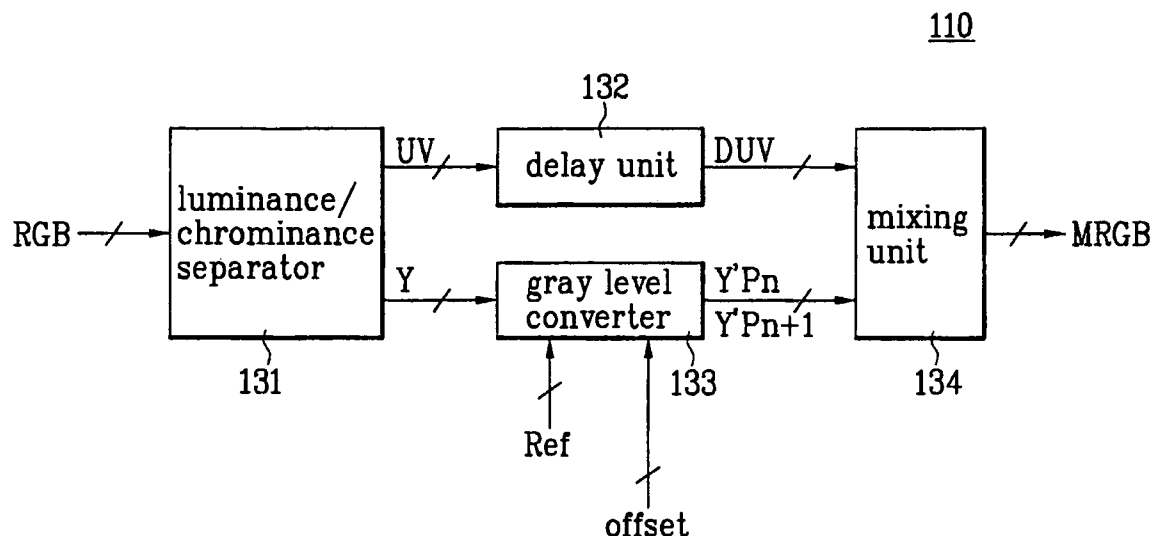 110
132
UV
delay unit
DUV
RGB
luminance/
chrominance
separator
mixing
unit
MRGB
Y
gray level
converter
Y'Pn
Y'Pn+1
131
133
134
Ref
offset